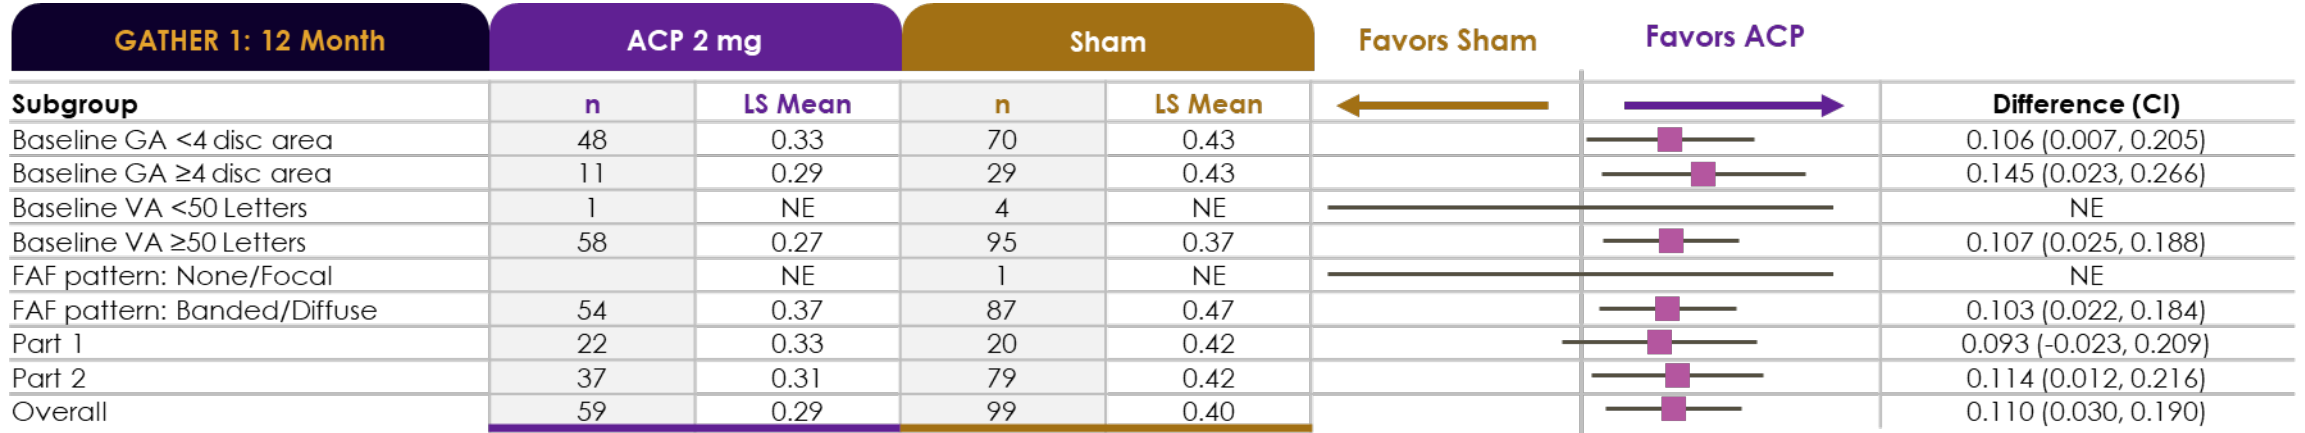 GATHER 1: 12 Month ACP 2 mg Sham Favors Sham Favors ACP
Subgroup n LS Mean n LS Mean Difference (CI)
Baseline GA <4 disc area 48 0.33 70 0.43 0.106 (0.007, 0.205)
Baseline GA ≥4 disc area 11 0.29 29 0.43 0.145 (0.023, 0.266)
Baseline VA <50 Letters 1 NE 4 NE NE
Baseline VA ≥50 Letters 58 0.27 95 0.37 0.107 (0.025, 0.188)
FAF pattern: None/Focal NE 1 NE NE
FAF pattern: Banded/Diffuse 54 0.37 87 0.47 0.103 (0.022, 0.184)
Part 1 22 0.33 20 0.42 0.093 (-0.023, 0.209)
Part 2 37 0.31 79 0.42 0.114 (0.012, 0.216)
Overall 59 0.29 99 0.40 0.110 (0.030, 0.190)